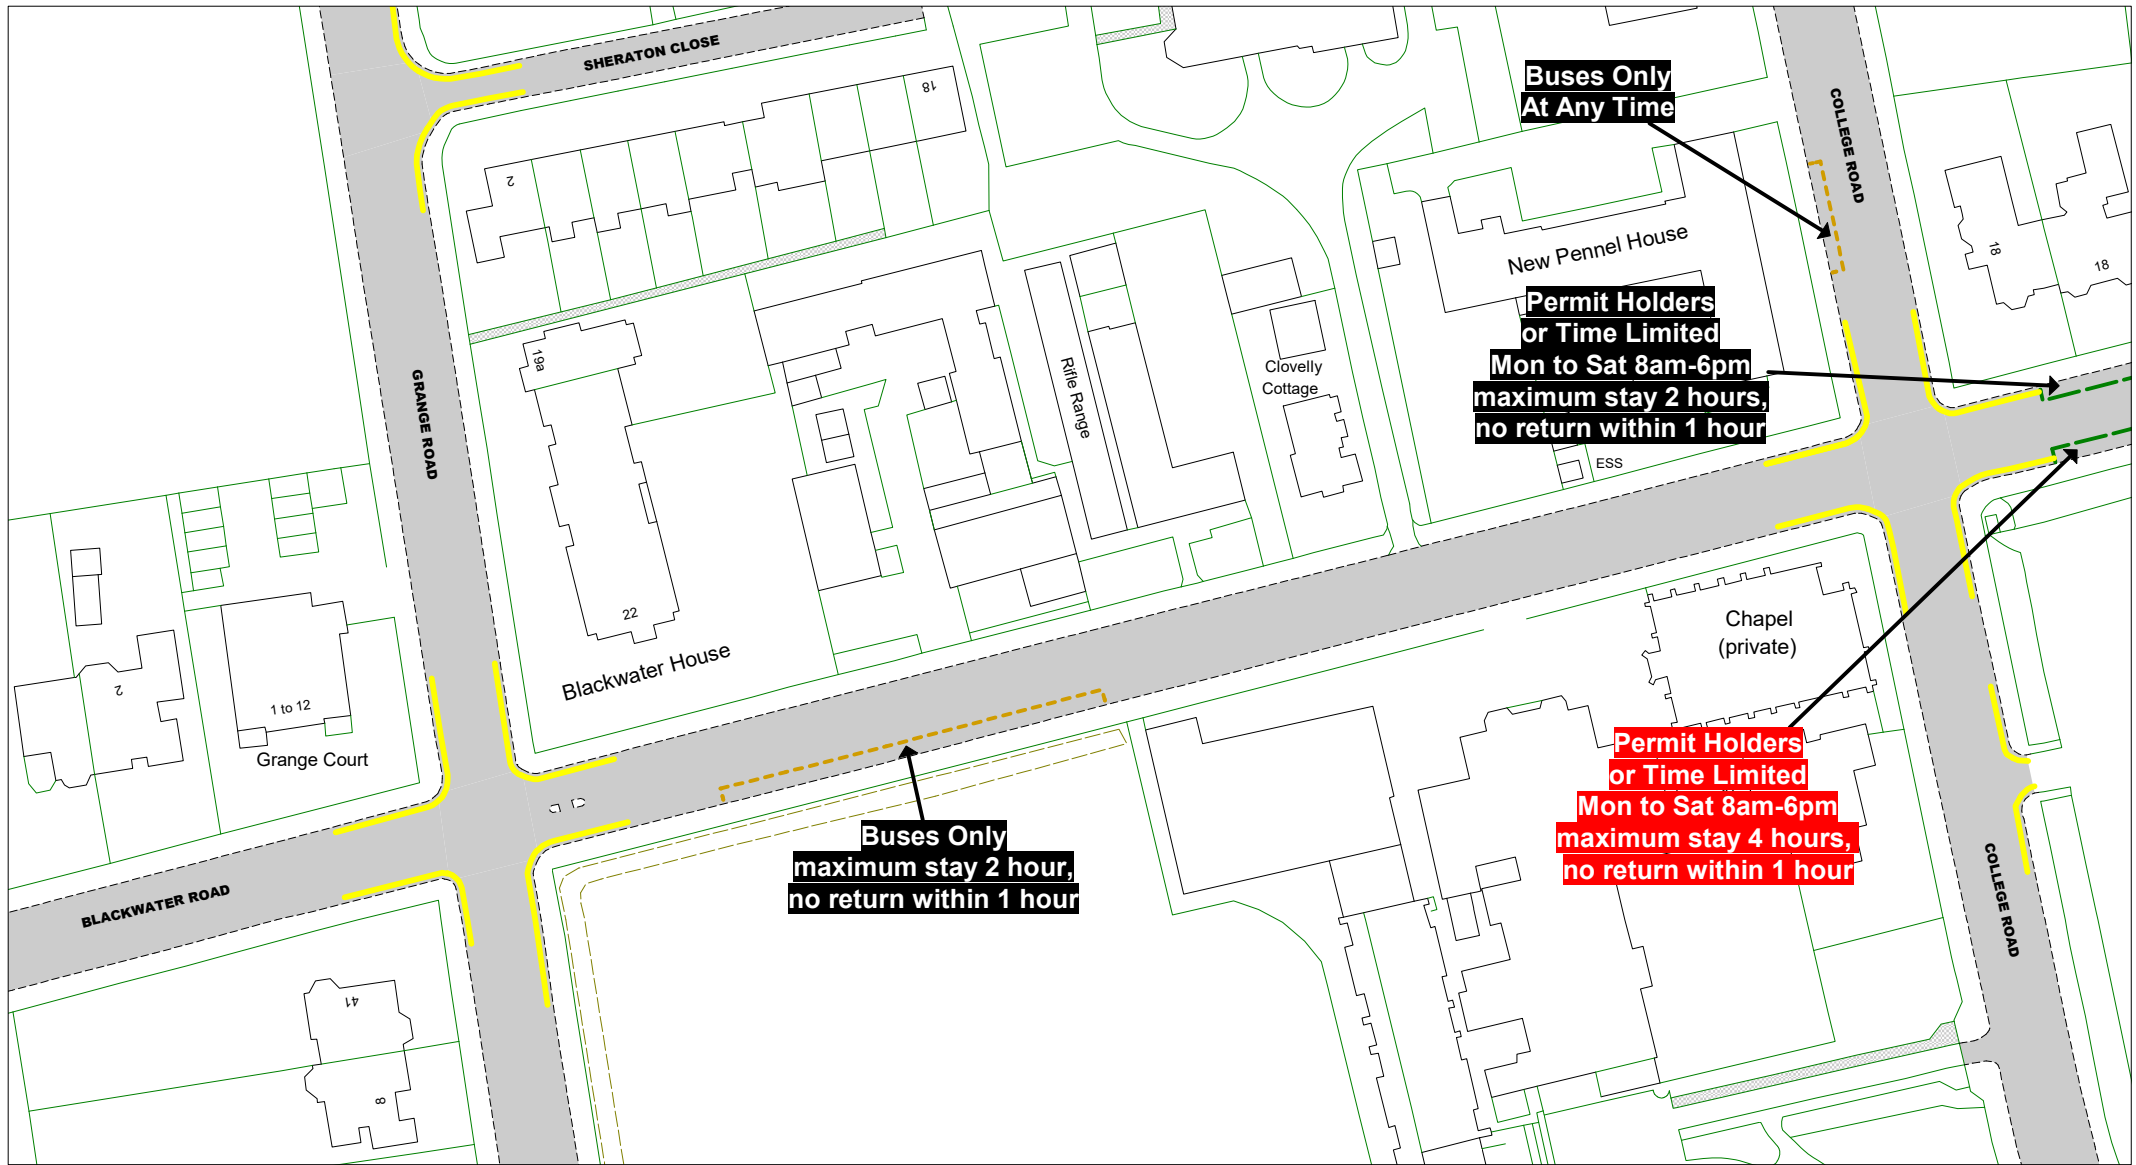 SHERATON CLOSE
18
2
Buses Only
At Any Time
COLLEGE ROAD
18
18
New Pennel House
Permit Holders
or Time Limited
Mon to Sat 8am-6pm
maximum stay 2 hours,
no return within 1 hour
19a
GRANGE ROAD
Rifle Range
Clovelly
Cottage
ESS
22
Blackwater House
2
1 to 12
Grange Court
Chapel
(private)
Permit Holders
or Time Limited
Mon to Sat 8am-6pm
maximum stay 4 hours,
no return within 1 hour
Buses Only
maximum stay 2 hour,
no return within 1 hour
BLACKWATER ROAD
COLLEGE ROAD
41
8